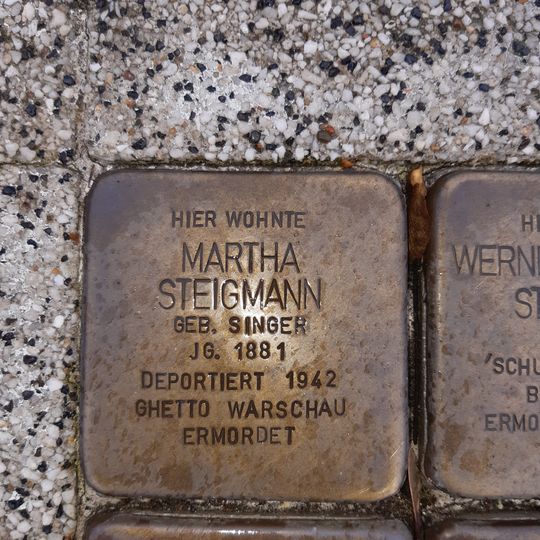 HIER WOHNTE
MARTHA
STEIGMANN
GEB. SINGER
JG. 1881
DEPORTIERT 1942
GHETTO WARSCHAU
ERMORDET